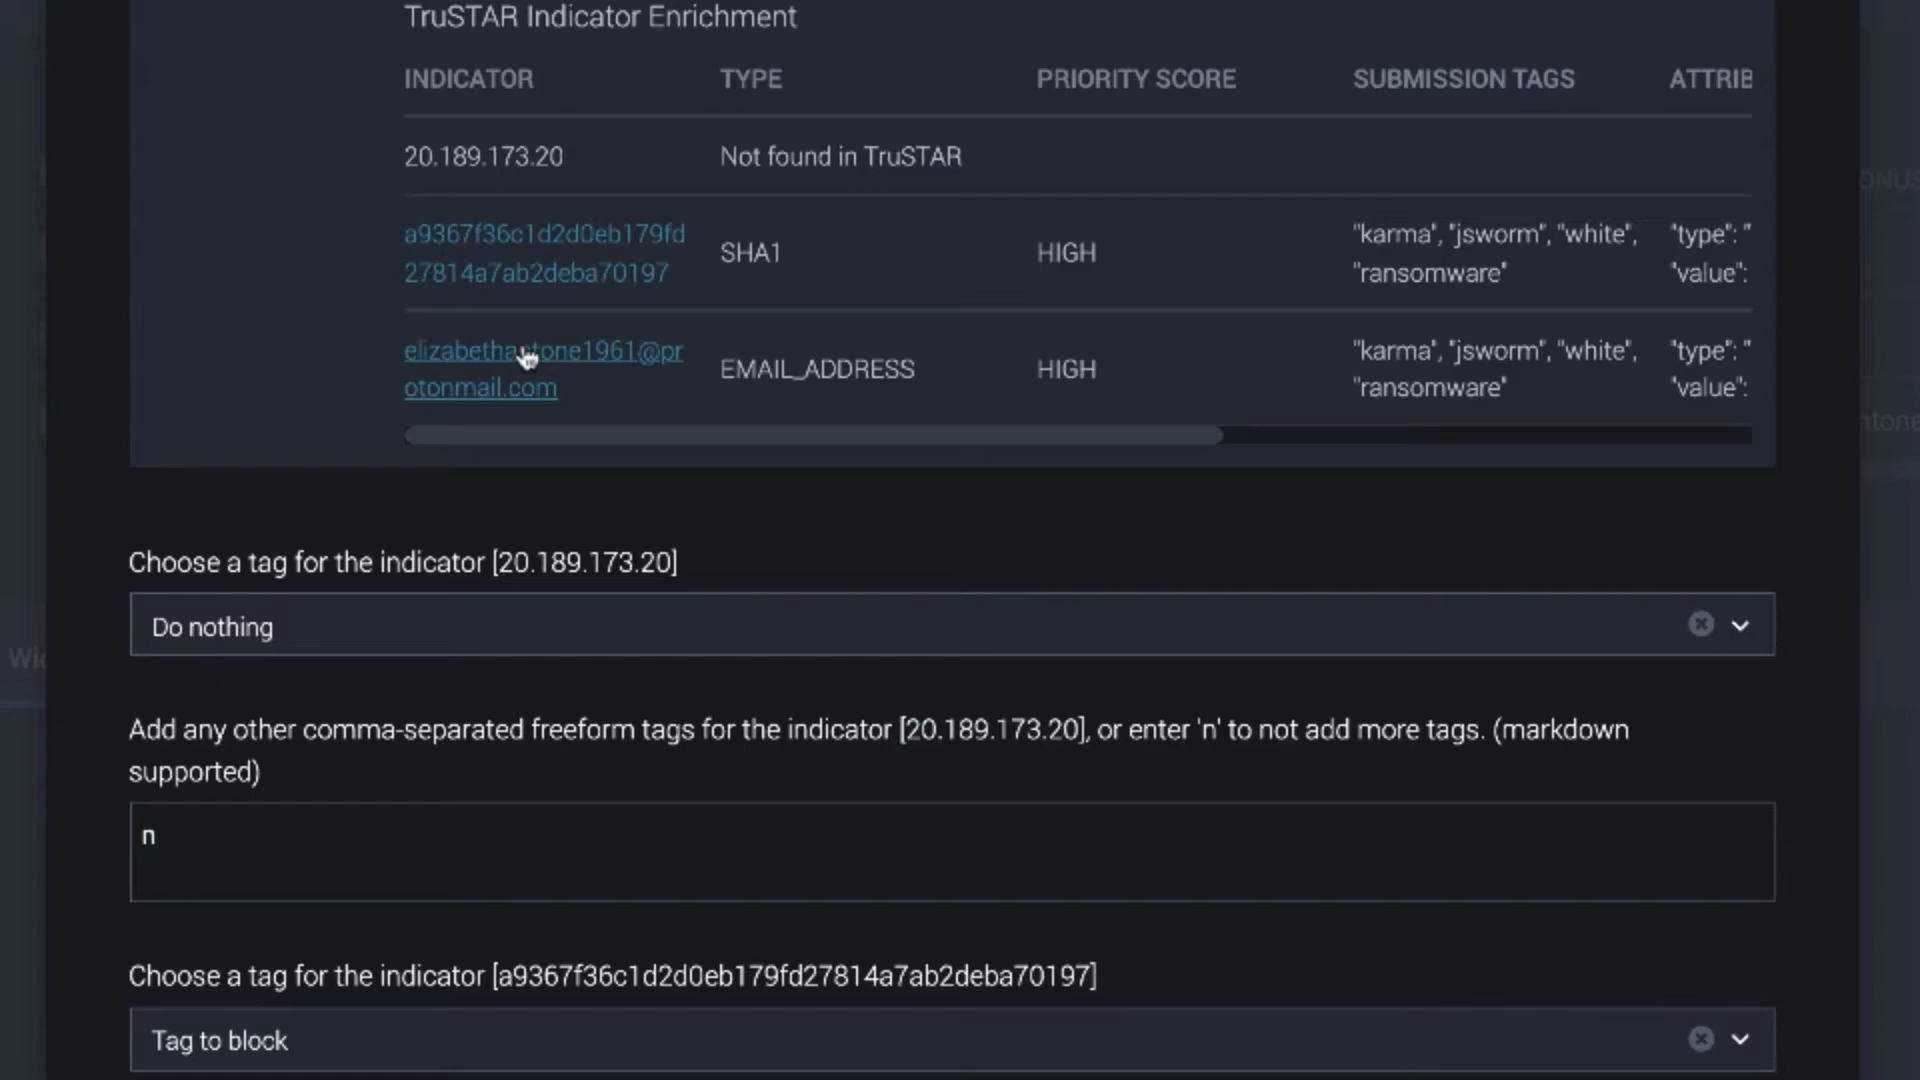 TruSTAR Indicator Enrichment
INDICATOR TYPE PRIORITY SCORE SUBMISSION TAGS ATTRIB
20.189.173.20 Not found in TruSTAR
a9367f36c1d2d0eb179fd
27814a7ab2deba70197
SHA1 HIGH
"karma", "jsworm", "white",
"ransomware"
"type": "
"value":
otonmail.com
EMAIL_ADDRESS HIGH
"karma", "jsworm", "white",
"ransomware"
"type": "
"value":
Choose a tag for the indicator [20.189.173.20]
Do nothing
Add any other comma-separated freeform tags for the indicator [20.189.173.20], or enter 'n' to not add more tags. (markdown
supported)
n
Choose a tag for the indicator [a9367f36c1d2d0eb179fd27814a7ab2deba70197]
Tag to block